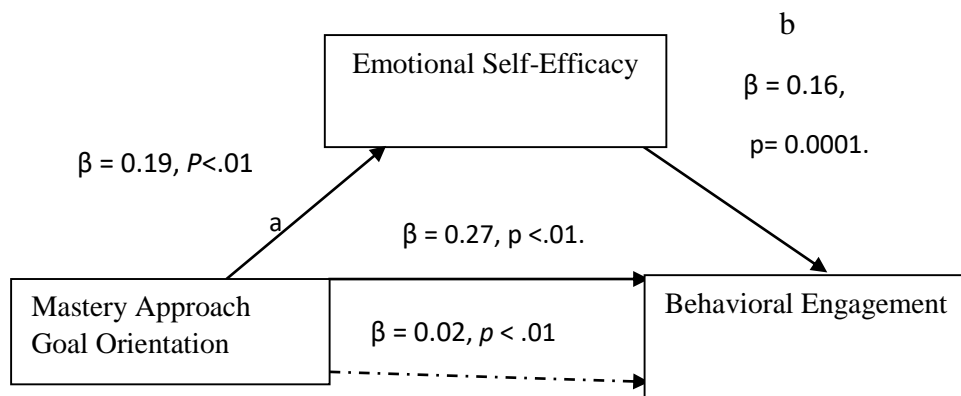 b
Emotional Self-Efficacy
β = 0.16,
p= 0.0001.
β = 0.19, P<.01
a
β = 0.27, p <.01.
Mastery Approach
Goal Orientation
Behavioral Engagement
β = 0.02, p < .01